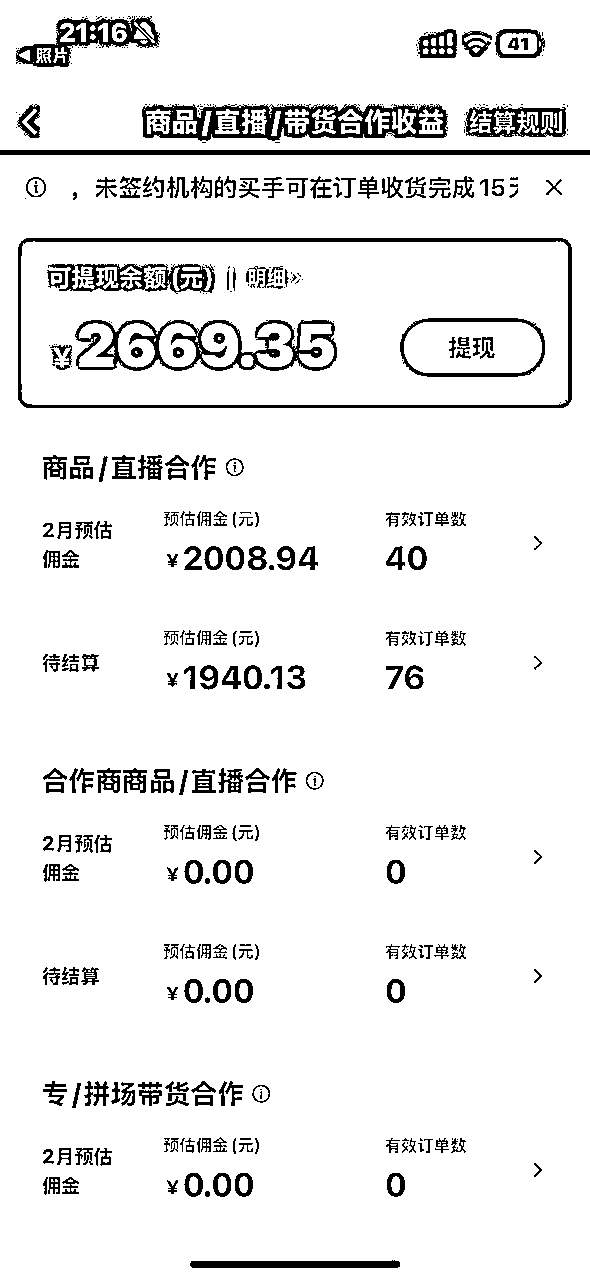 21:16
照片
41
商品/直播/带货合作收益 结算规则
,未签约机构的买手可在订单收货完成15天
可提现余额(元) | 明细>
¥2669.35
提现
商品/直播合作
2月预估佣金
预估佣金(元)
¥2008.94
有效订单数
40
待结算
预估佣金(元)
¥1940.13
有效订单数
76
合作商商品/直播合作
2月预估佣金
预估佣金(元)
¥0.00
有效订单数
0
待结算
预估佣金(元)
¥0.00
有效订单数
0
专/拼场带货合作
2月预估佣金
预估佣金(元)
¥0.00
有效订单数
0